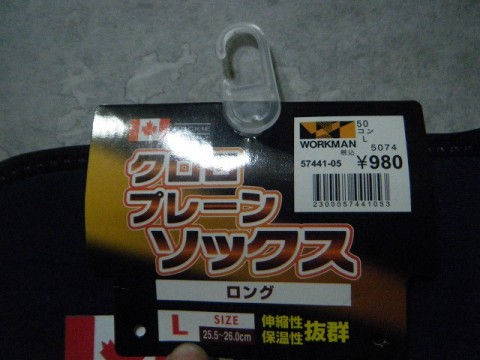 50
コン
L
WORKMAN
税込
5074
57441-05
¥980
2300057441053
クロロ
プレーン
ソックス
ロング
L
SIZE
25.5~26.0cm
伸縮性
保温性
抜群